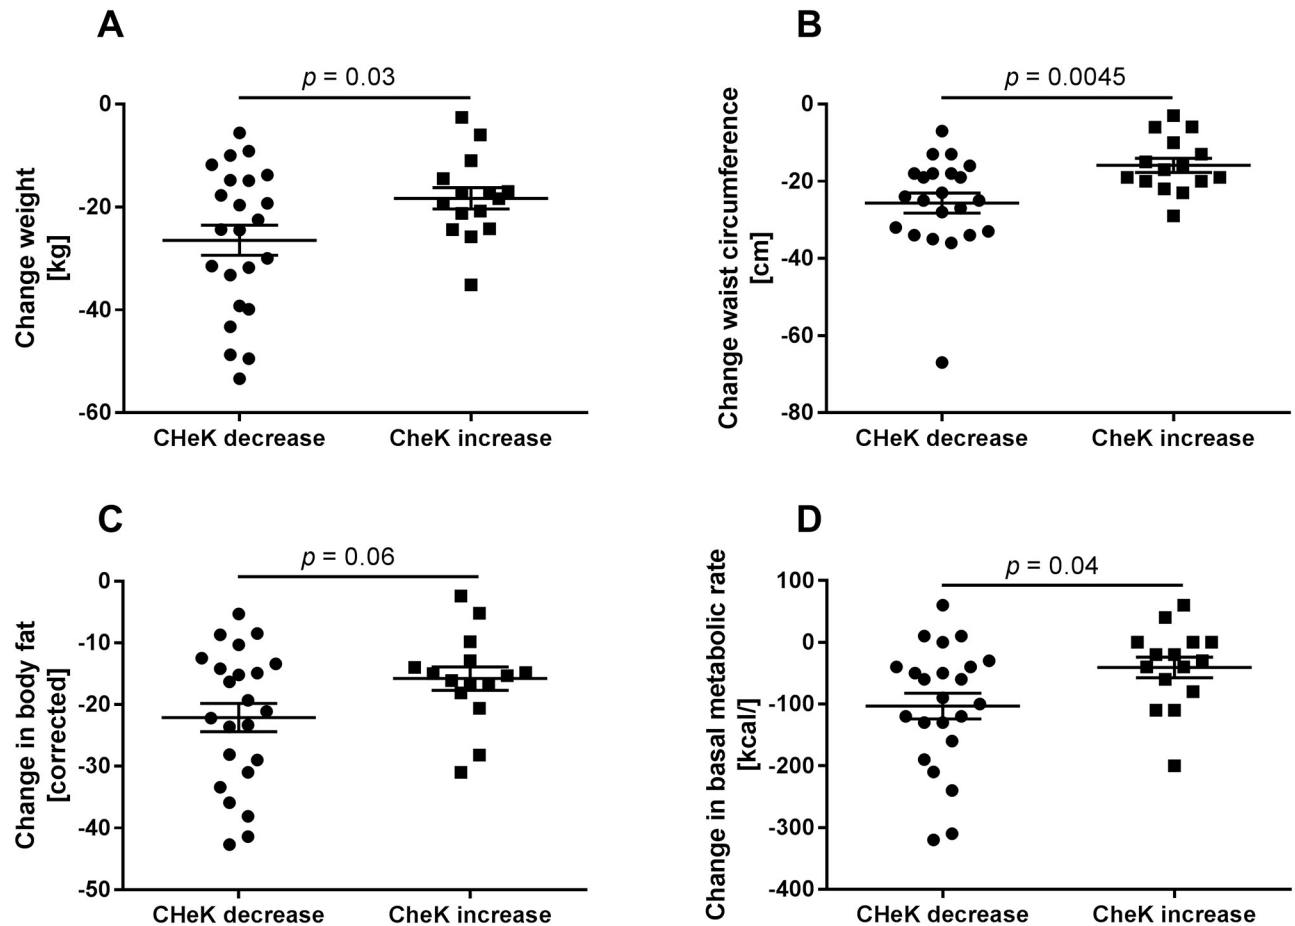 A
p = 0.03
0
-20
-40
-60
Change weight
[kg]
CHeK decrease
CheK increase
B
p = 0.0045
0
-20
-40
-60
-80
Change waist circumference
[cm]
CHeK decrease
CheK increase
C
p = 0.06
0
-10
-20
-30
-40
-50
Change in body fat
[corrected]
CHeK decrease
CheK increase
D
p = 0.04
100
0
-100
-200
-300
-400
Change in basal metabolic rate
[kcal/]
CHeK decrease
CheK increase